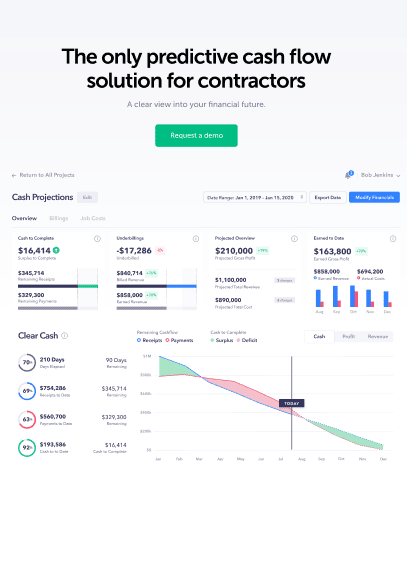 The only predictive cash flow
solution for contractors
A clear view into your financial future.
Request a demo
← Return to All Projects
Bob Jenkins
Cash Projections
Edit
Date Range: Jan 1, 2019 - Jan 15, 2020
Export Data
Modify Financials
Overview
Billings
Job Costs
Cash to Complete
$16,414
Surplus to Complete
$345,714
Remaining Receipts
$329,300
Remaining Payments
Underbillings
-$17,286
Underbilled
$840,714
Billed Revenue
$858,000
Earned Revenue
Projected Overview
$210,000
Projected Gross Profit
$1,100,000
Projected Total Revenue
$890,000
Projected Total Cost
Earned to Date
$163,800
Earned Gross Profit
$858,000
Earned Revenue
$694,200
Actual Costs
Aug Sep Oct Nov Dec
Clear Cash
Remaining Cashflow
Receipts Payments
Cash to Complete
Surplus Deficit
Cash
Profit
Revenue
70%
210 Days
Days Elapsed
90 Days
Remaining
69%
$754,286
Receipts to Date
$345,714
Remaining
63%
$560,700
Payments to Date
$329,300
Remaining
92%
$193,586
Cash to Date
$16,414
Cash to Complete
$1M
$200k
$0
TODAY
Jan Feb Mar Apr May Jun Jul Aug Sep Oct Nov Dec